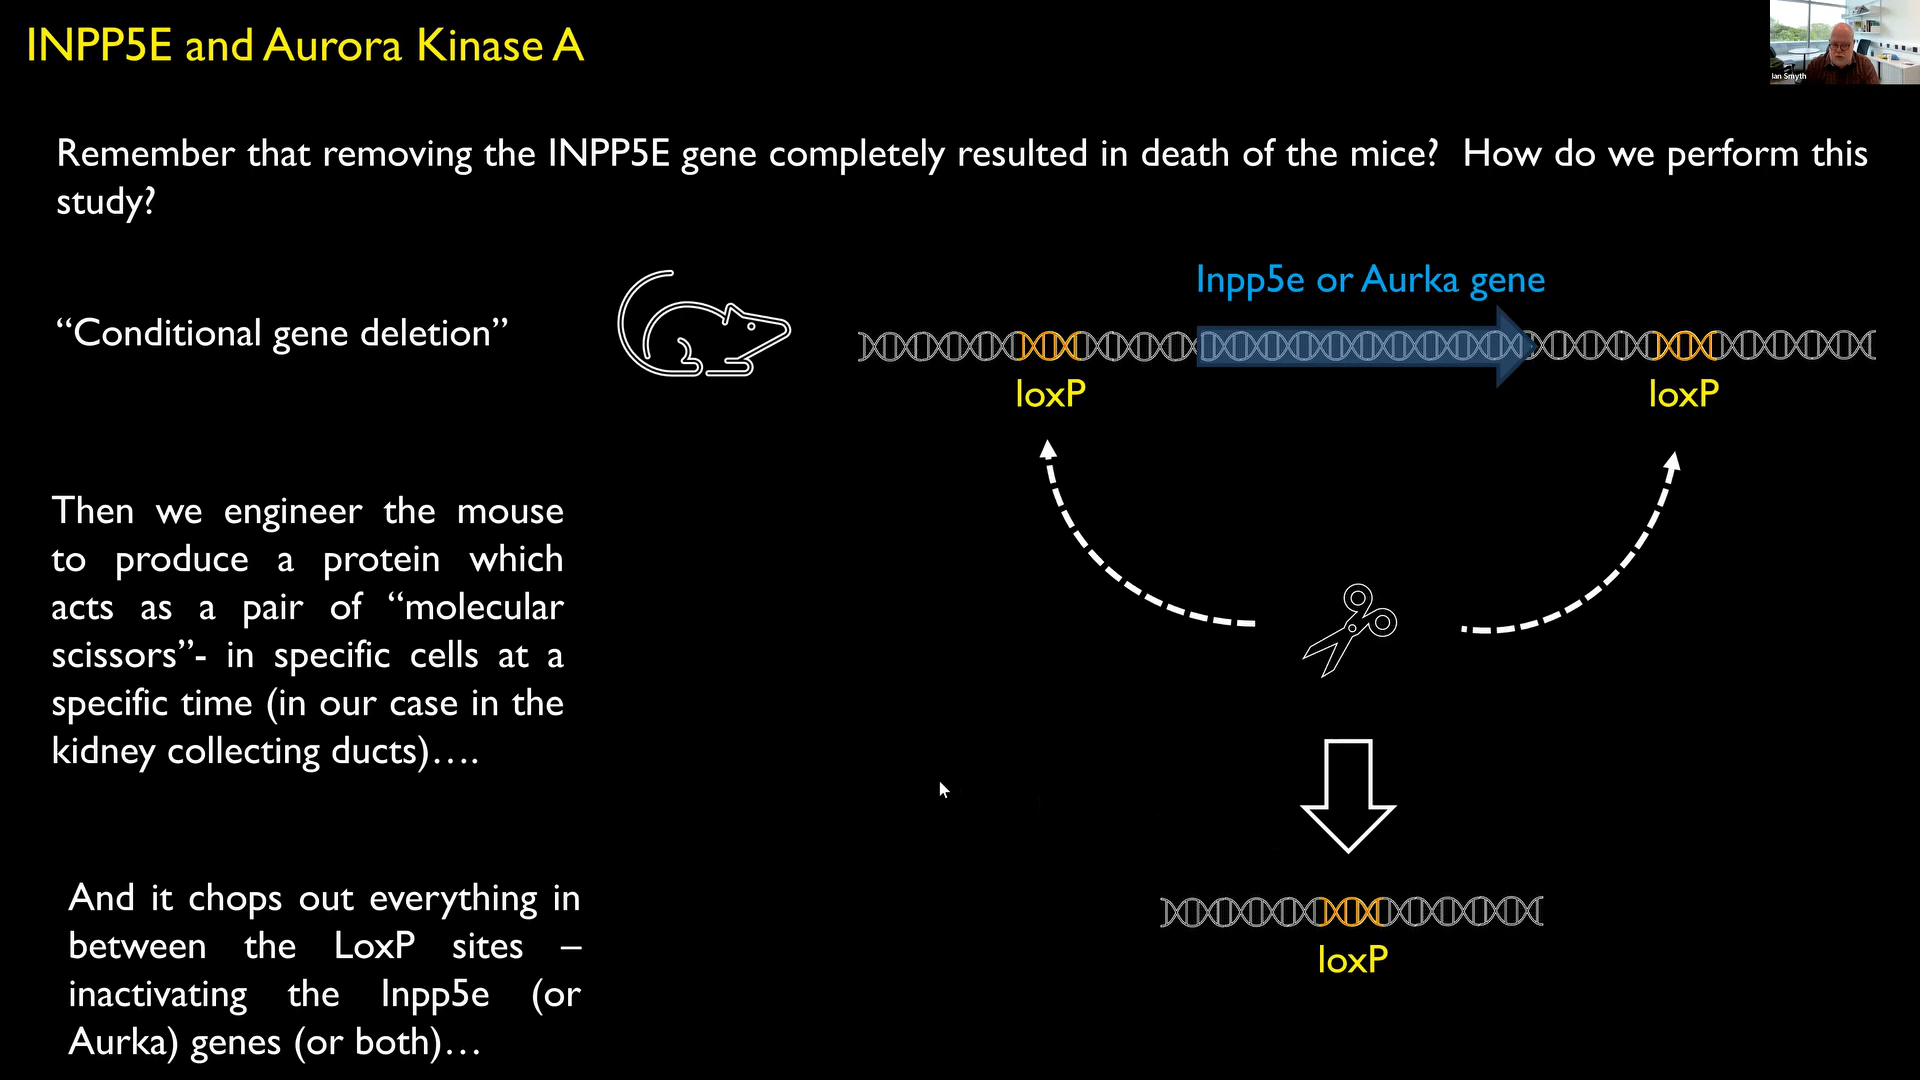 INPP5E and Aurora Kinase A
Ian Smyth
Remember that removing the INPP5E gene completely resulted in death of the mice? How do we perform this
study?
Inpp5e or Aurka gene
“Conditional gene deletion”
loxP
loxP
Then we engineer the mouse
to produce a protein which
acts as a pair of “molecular
scissors”- in specific cells at a
specific time (in our case in the
kidney collecting ducts)….
And it chops out everything in
between the LoxP sites –
inactivating the Inpp5e (or
Aurka) genes (or both)…
loxP